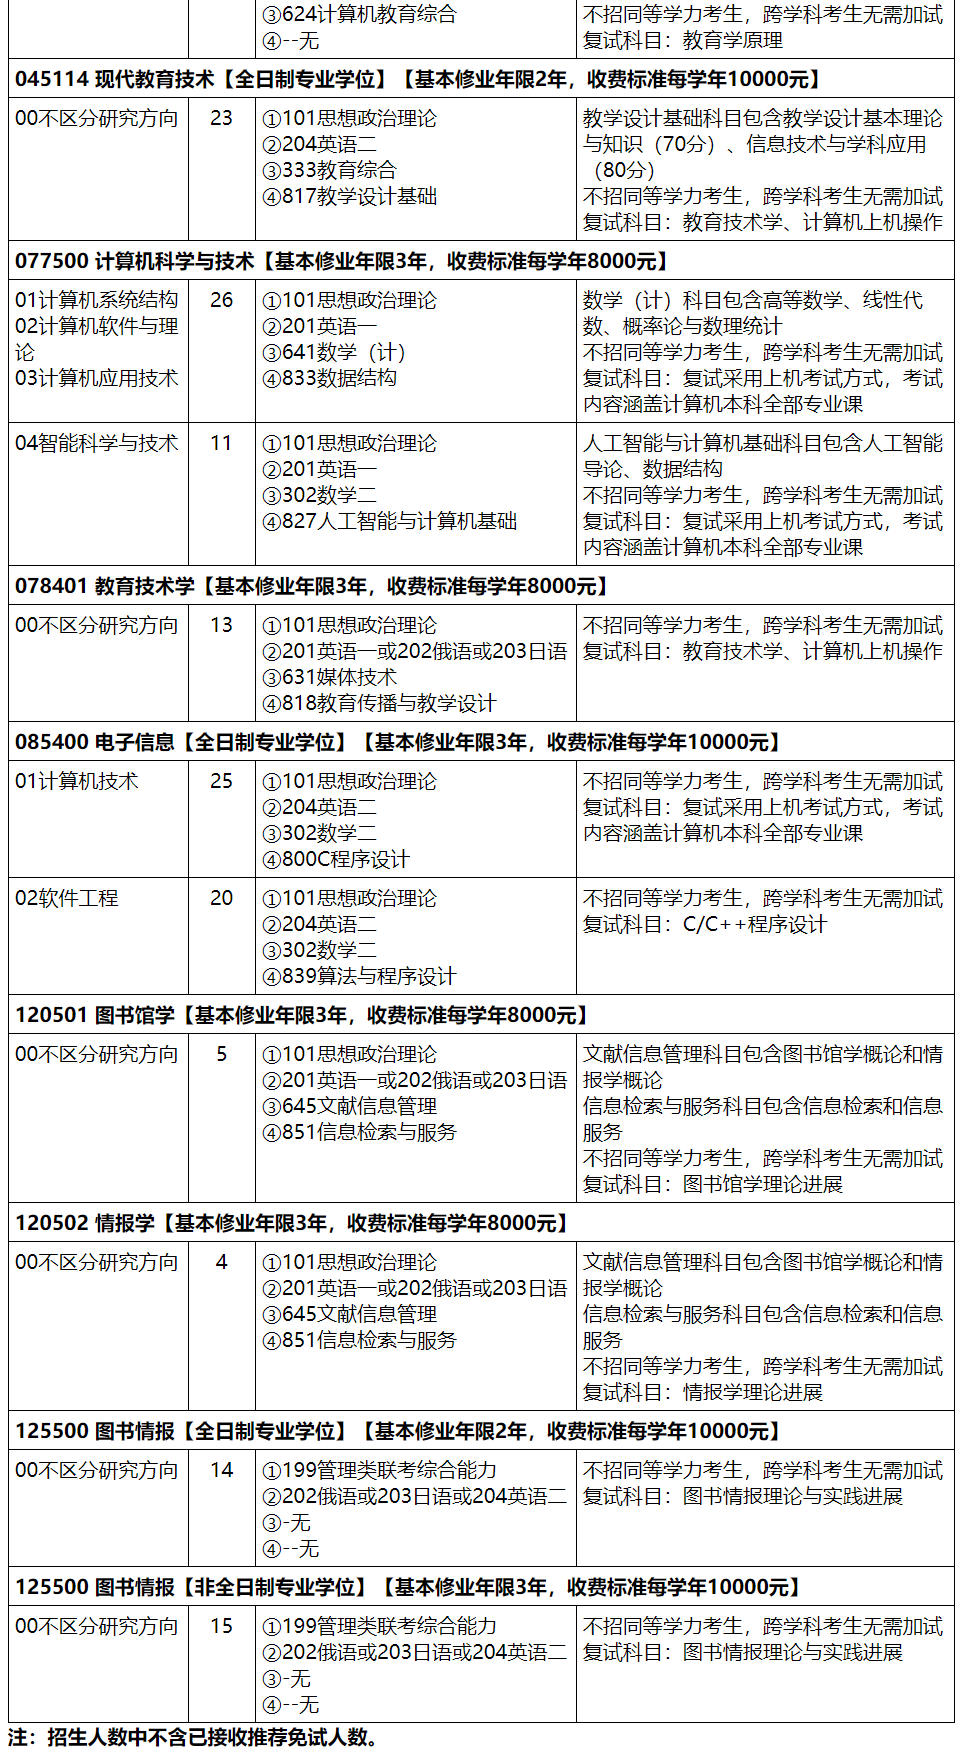 ③624计算机教育综合
④--无
不招同等学力考生，跨学科考生无需加试
复试科目：教育学原理
045114 现代教育技术【全日制专业学位】【基本修业年限2年，收费标准每学年10000元】
00不区分研究方向
23
①101思想政治理论
②204英语二
③333教育综合
④817教学设计基础
教学设计基础科目包含教学设计基本理论
与知识（70分）、信息技术与学科应用
（80分）
不招同等学力考生，跨学科考生无需加试
复试科目：教育技术学、计算机上机操作
077500 计算机科学与技术【基本修业年限3年，收费标准每学年8000元】
01计算机系统结构
02计算机软件与理
论
03计算机应用技术
26
①101思想政治理论
②201英语一
③641数学（计）
④833数据结构
数学（计）科目包含高等数学、线性代
数、概率论与数理统计
不招同等学力考生，跨学科考生无需加试
复试科目：复试采用上机考试方式，考试
内容涵盖计算机本科全部专业课
04智能科学与技术
11
①101思想政治理论
②201英语一
③302数学二
④827人工智能与计算机基础
人工智能与计算机基础科目包含人工智能
导论、数据结构
不招同等学力考生，跨学科考生无需加试
复试科目：复试采用上机考试方式，考试
内容涵盖计算机本科全部专业课
078401 教育技术学【基本修业年限3年，收费标准每学年8000元】
00不区分研究方向
13
①101思想政治理论
②201英语一或202俄语或203日语
③631媒体技术
④818教育传播与教学设计
不招同等学力考生，跨学科考生无需加试
复试科目：教育技术学、计算机上机操作
085400 电子信息【全日制专业学位】【基本修业年限3年，收费标准每学年10000元】
01计算机技术
25
①101思想政治理论
②204英语二
③302数学二
④800C程序设计
不招同等学力考生，跨学科考生无需加试
复试科目：复试采用上机考试方式，考试
内容涵盖计算机本科全部专业课
02软件工程
20
①101思想政治理论
②204英语二
③302数学二
④839算法与程序设计
不招同等学力考生，跨学科考生无需加试
复试科目：C/C++程序设计
120501 图书馆学【基本修业年限3年，收费标准每学年8000元】
00不区分研究方向
5
①101思想政治理论
②201英语一或202俄语或203日语
③645文献信息管理
④851信息检索与服务
文献信息管理科目包含图书馆学概论和情
报学概论
信息检索与服务科目包含信息检索和信息
服务
不招同等学力考生，跨学科考生无需加试
复试科目：图书馆学理论进展
120502 情报学【基本修业年限3年，收费标准每学年8000元】
00不区分研究方向
4
①101思想政治理论
②201英语一或202俄语或203日语
③645文献信息管理
④851信息检索与服务
文献信息管理科目包含图书馆学概论和情
报学概论
信息检索与服务科目包含信息检索和信息
服务
不招同等学力考生，跨学科考生无需加试
复试科目：情报学理论进展
125500 图书情报【全日制专业学位】【基本修业年限2年，收费标准每学年10000元】
00不区分研究方向
14
①199管理类联考综合能力
②202俄语或203日语或204英语二
③-无
④--无
不招同等学力考生，跨学科考生无需加试
复试科目：图书情报理论与实践进展
125500 图书情报【非全日制专业学位】【基本修业年限3年，收费标准每学年10000元】
00不区分研究方向
15
①199管理类联考综合能力
②202俄语或203日语或204英语二
③-无
④--无
不招同等学力考生，跨学科考生无需加试
复试科目：图书情报理论与实践进展
注：招生人数中不含已接收推荐免试人数。